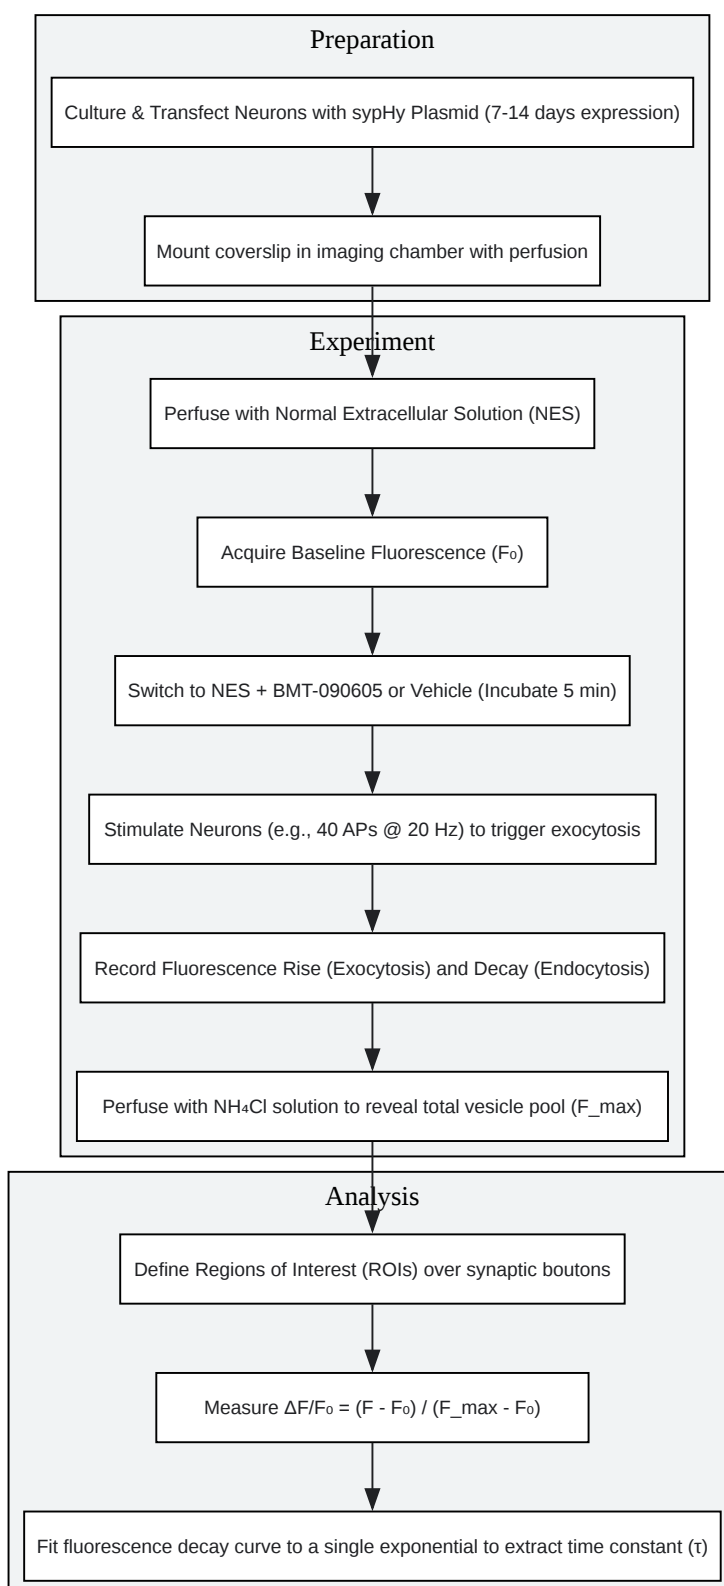 Preparation
Culture & Transfect Neurons with sypHy Plasmid (7-14 days expression)
Mount coverslip in imaging chamber with perfusion
Experiment
Perfuse with Normal Extracellular Solution (NES)
Acquire Baseline Fluorescence (F₀)
Switch to NES + BMT-090605 or Vehicle (Incubate 5 min)
Stimulate Neurons (e.g., 40 APs @ 20 Hz) to trigger exocytosis
Record Fluorescence Rise (Exocytosis) and Decay (Endocytosis)
Perfuse with NH₄Cl solution to reveal total vesicle pool (F_max)
Analysis
Define Regions of Interest (ROIs) over synaptic boutons
Measure ΔF/F₀ = (F - F₀) / (F_max - F₀)
Fit fluorescence decay curve to a single exponential to extract time constant (τ)